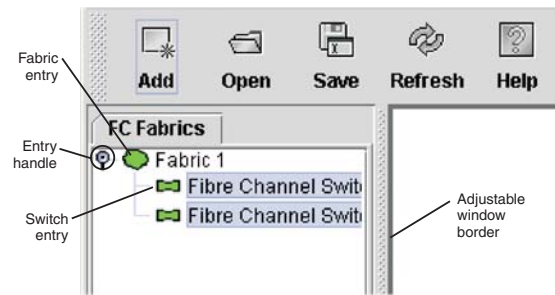 Add Open Save Refresh Help
Fabric
entry
FC Fabrics
Entry
handle
Fabric 1
Fibre Channel Swit
Switch
entry
Fibre Channel Swit
Adjustable
window
border